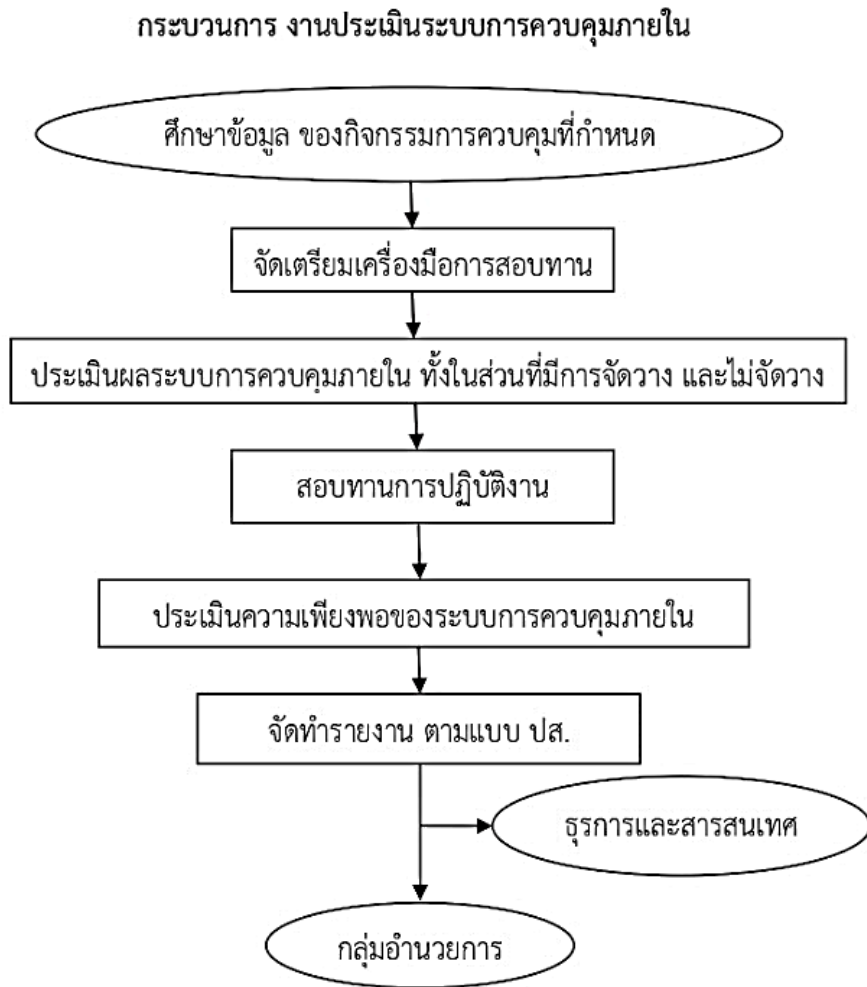 กระบวนการ งานประเมินระบบการควบคุมภายใน
ศึกษาข้อมูล ของกิจกรรมการควบคุมที่กำหนด
จัดเตรียมเครื่องมือการสอบทาน
ประเมินผลระบบการควบคุมภายใน ทั้งในส่วนที่มีการจัดวาง และไม่จัดวาง
สอบทานการปฏิบัติงาน
ประเมินความเพียงพอของระบบการควบคุมภายใน
จัดทำรายงาน ตามแบบ ปส.
ธุรการและสารสนเทศ
กลุ่มอำนวยการ